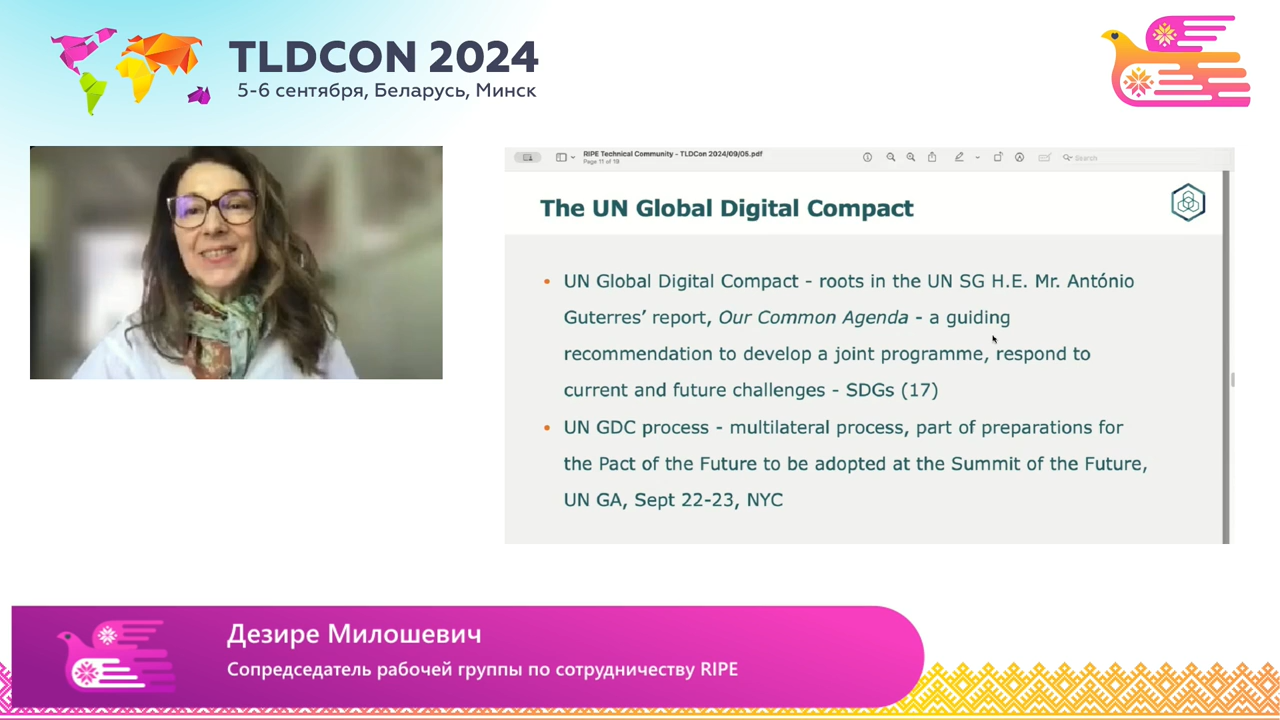 TLDCON 2024
5-6 сентября, Беларусь, Минск
RIPE Technical Community - TLDCon 2024/09/05.pdf
Page 11 of 18
Search
The UN Global Digital Compact
• UN Global Digital Compact - roots in the UN SG H.E. Mr. António
Guterres’ report, Our Common Agenda - a guiding
recommendation to develop a joint programme, respond to
current and future challenges - SDGs (17)
• UN GDC process - multilateral process, part of preparations for
the Pact of the Future to be adopted at the Summit of the Future,
UN GA, Sept 22-23, NYC
Дезире Милошевич
Сопредседатель рабочей группы по сотрудничеству RIPE